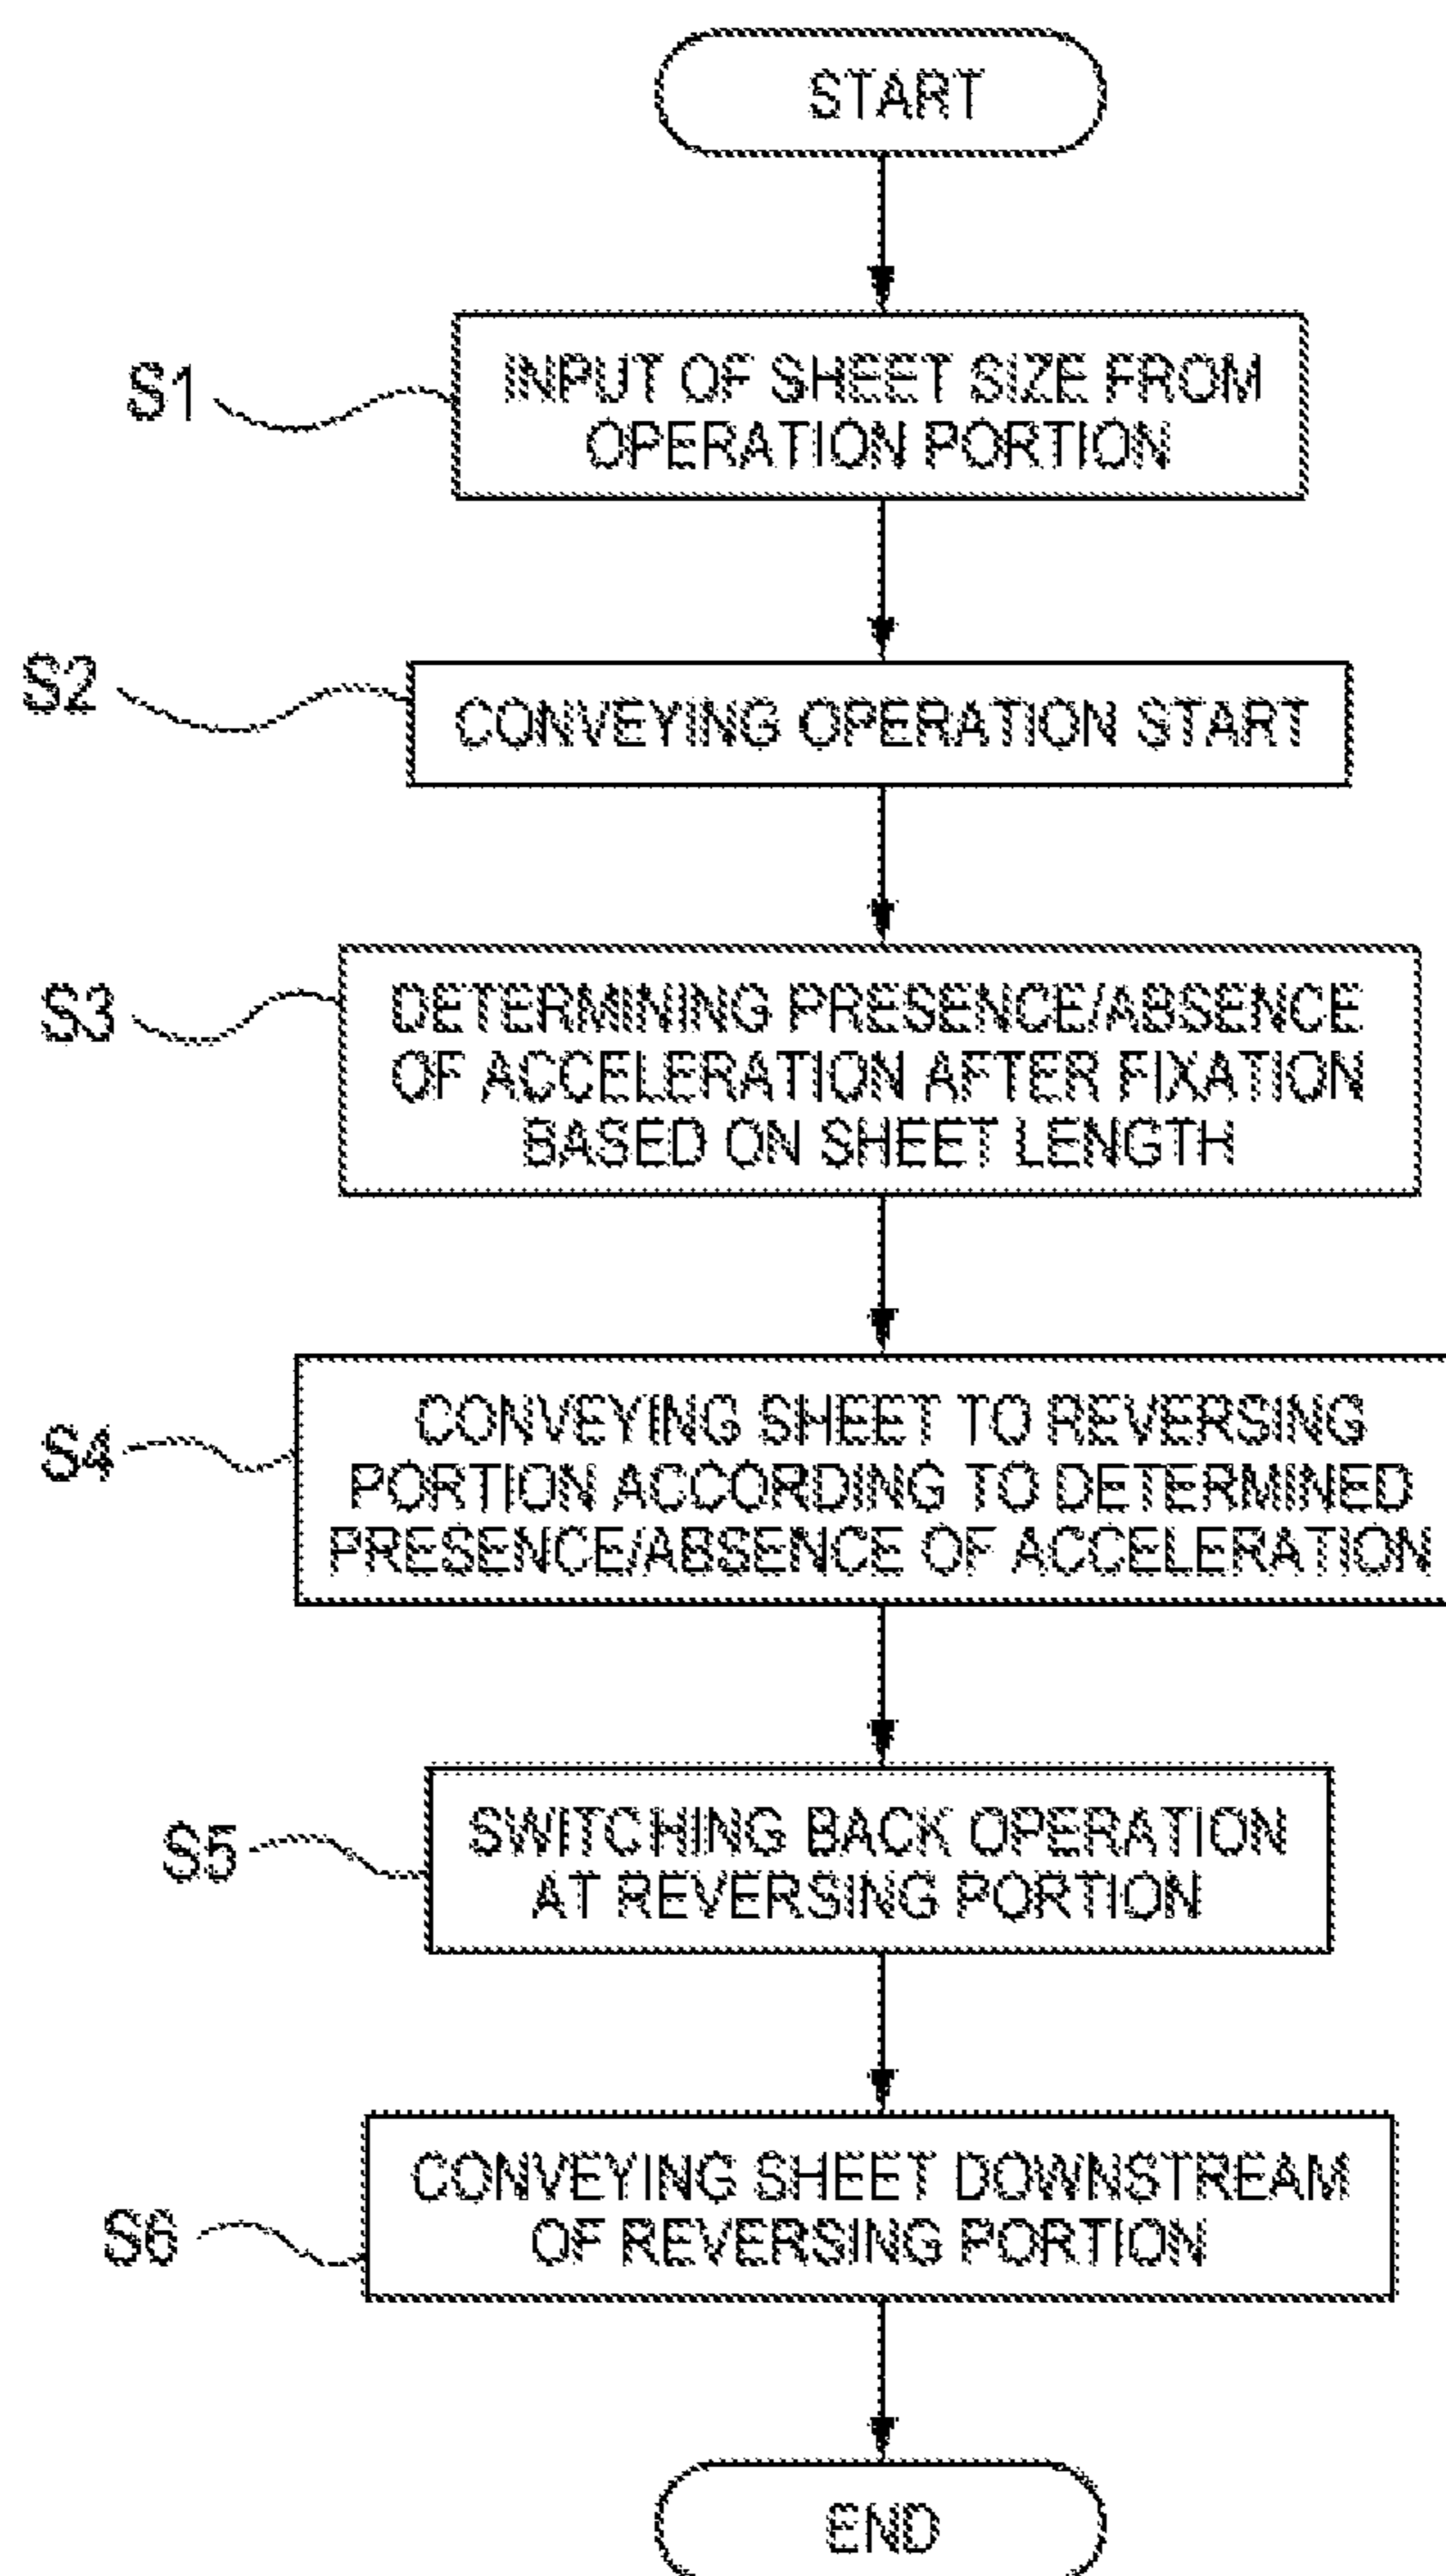 START
S1
INPUT OF SHEET SIZE FROM
OPERATION PORTION
S2
CONVEYING OPERATION START
S3
DETERMINING PRESENCE/ABSENCE
OF ACCELERATION AFTER FIXATION
BASED ON SHEET LENGTH
S4
CONVEYING SHEET TO REVERSING
PORTION ACCORDING TO DETERMINED
PRESENCE/ABSENCE OF ACCELERATION
S5
SWITCHING BACK OPERATION
AT REVERSING PORTION
S6
CONVEYING SHEET DOWNSTREAM
OF REVERSING PORTION
END